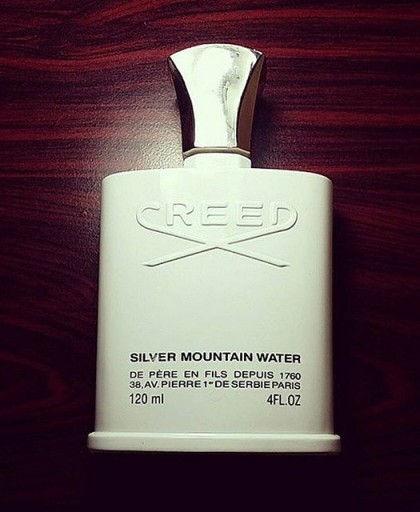 CREED
SILVER MOUNTAIN WATER
DE PÈRE EN FILS DEPUIS 1760
38, AV. PIERRE 1er DE SERBIE PARIS
120 ml 4FL.OZ